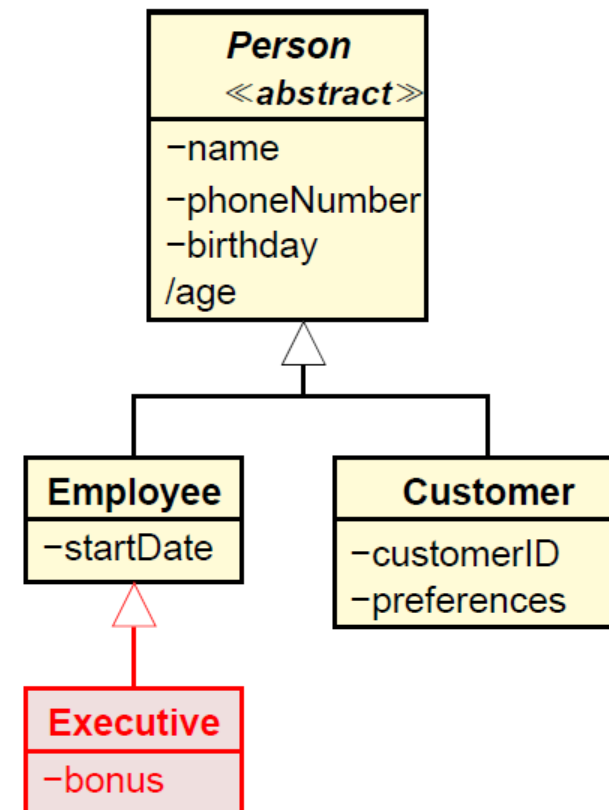 Person
≪abstract≫
−name
−phoneNumber
−birthday
/age
Employee
−startDate
Customer
−customerID
−preferences
Executive
−bonus